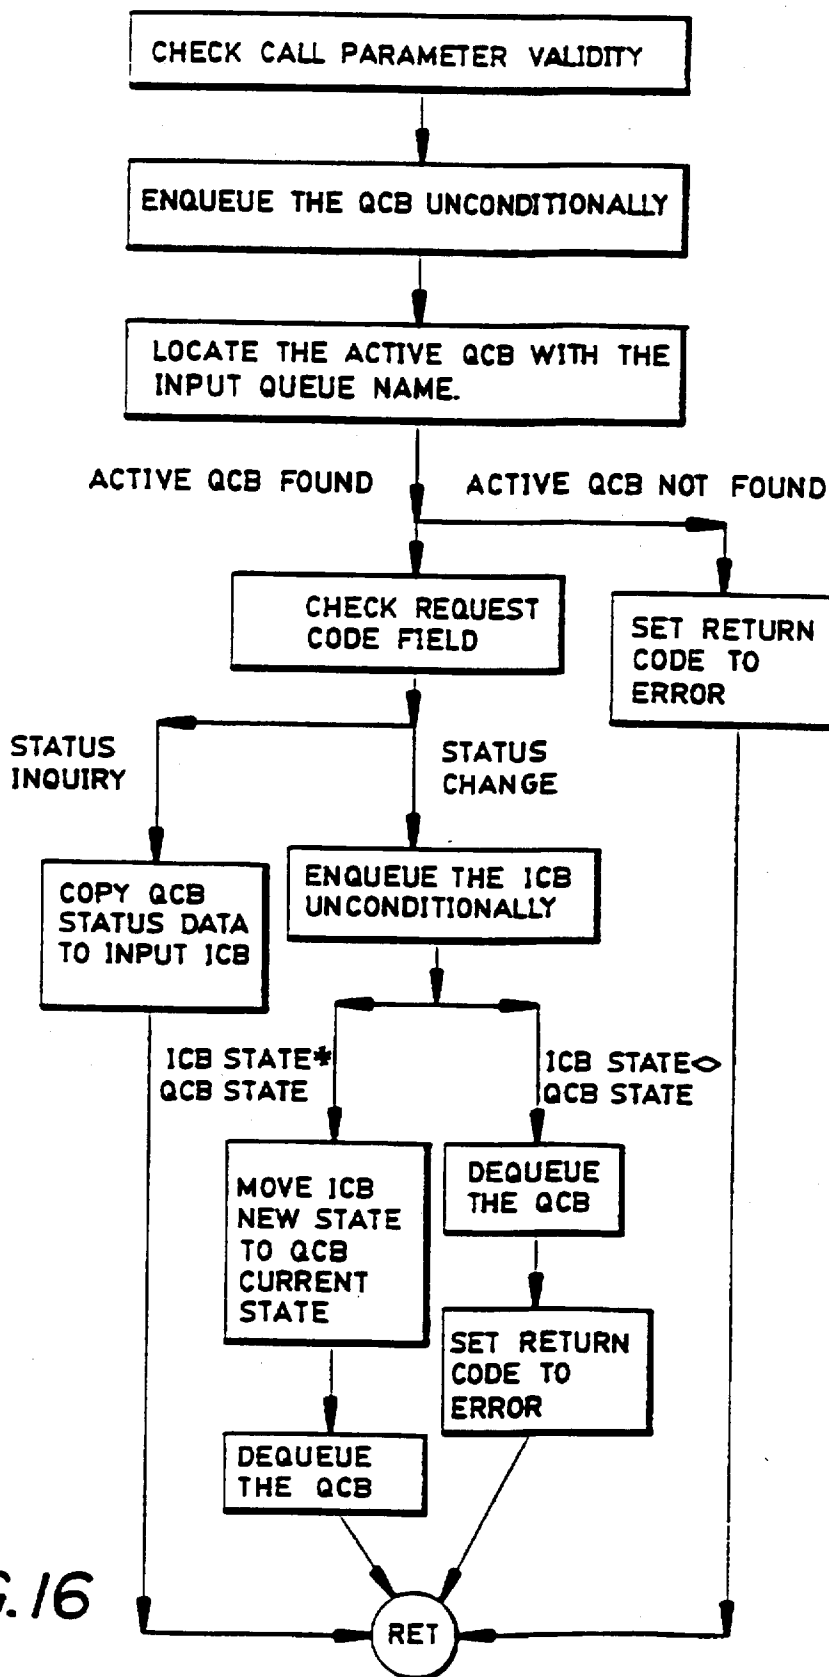 CHECK CALL PARAMETER VALIDITY
ENQUEUE THE QCB UNCONDITIONALLY
LOCATE THE ACTIVE QCB WITH THE
INPUT QUEUE NAME.
ACTIVE QCB FOUND
ACTIVE QCB NOT FOUND
CHECK REQUEST
CODE FIELD
SET RETURN
CODE TO
ERROR
STATUS
INQUIRY
STATUS
CHANGE
COPY QCB
STATUS DATA
TO INPUT ICB
ENQUEUE THE ICB
UNCONDITIONALLY
ICB STATE*
QCB STATE
ICB STATE<>
QCB STATE
MOVE ICB
NEW STATE
TO QCB
CURRENT
STATE
DEQUEUE
THE QCB
SET RETURN
CODE TO
ERROR
DEQUEUE
THE QCB
G.16
RET